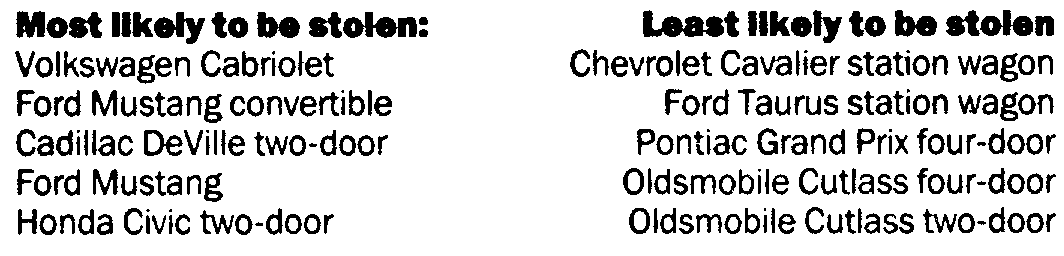 Most likely to be stolen:
Volkswagen Cabriolet
Ford Mustang convertible
Cadillac DeVille two-door
Ford Mustang
Honda Civic two-door
Least likely to be stolen
Chevrolet Cavalier station wagon
Ford Taurus station wagon
Pontiac Grand Prix four-door
Oldsmobile Cutlass four-door
Oldsmobile Cutlass two-door